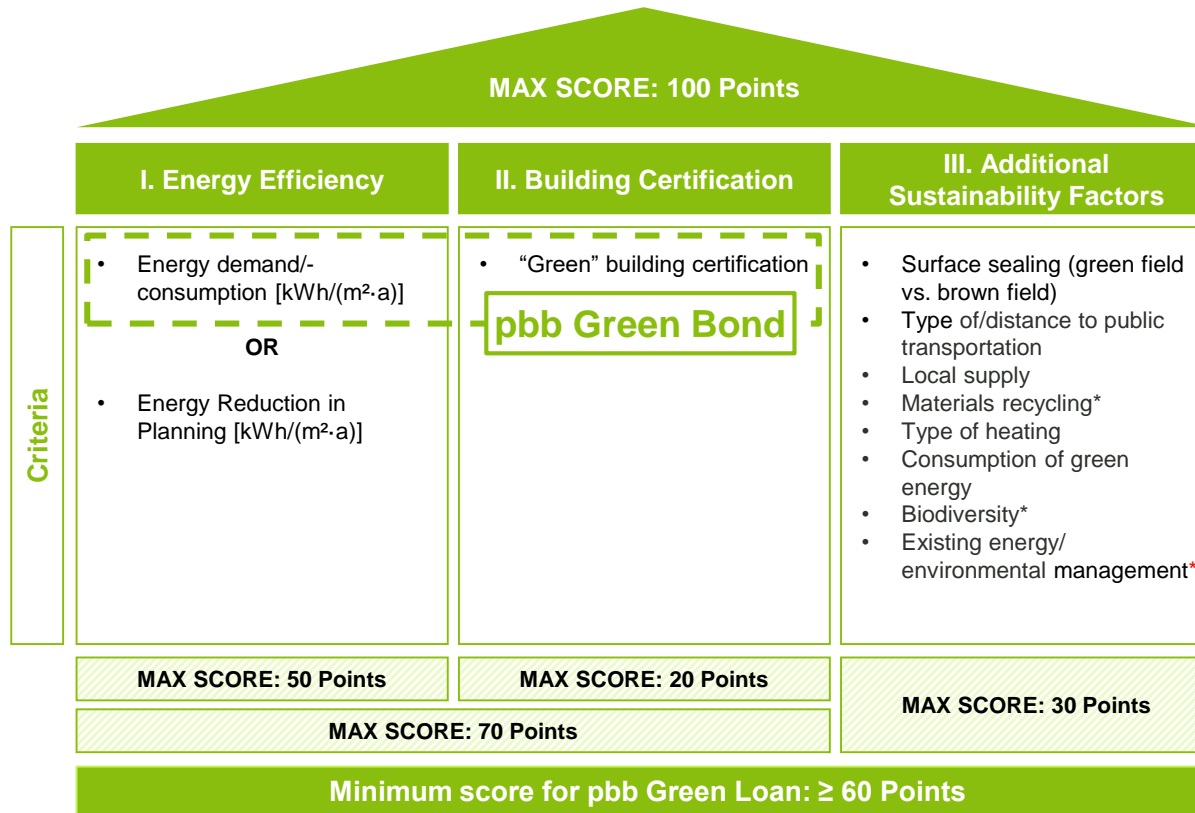 MAX SCORE: 100 Points
I. Energy Efficiency
II. Building Certification
III. Additional
Sustainability Factors
Criteria
• Energy demand/-
consumption [kWh/(m²·a)]
OR
• Energy Reduction in
Planning [kWh/(m²·a)]
• “Green” building certification
pbb Green Bond
• Surface sealing (green field
vs. brown field)
• Type of/distance to public
transportation
• Local supply
• Materials recycling*
• Type of heating
• Consumption of green
energy
• Biodiversity*
• Existing energy/
environmental management*
MAX SCORE: 50 Points
MAX SCORE: 20 Points
MAX SCORE: 70 Points
MAX SCORE: 30 Points
Minimum score for pbb Green Loan: ≥ 60 Points